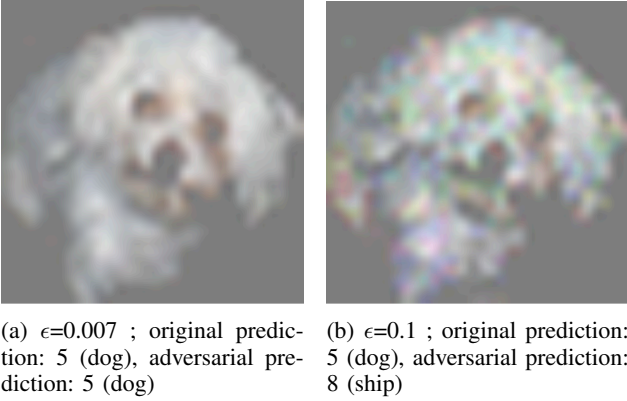 (a) ϵ=0.007 ; original predic-
tion: 5 (dog), adversarial pre-
diction: 5 (dog)
(b) ϵ=0.1 ; original prediction:
5 (dog), adversarial prediction:
8 (ship)